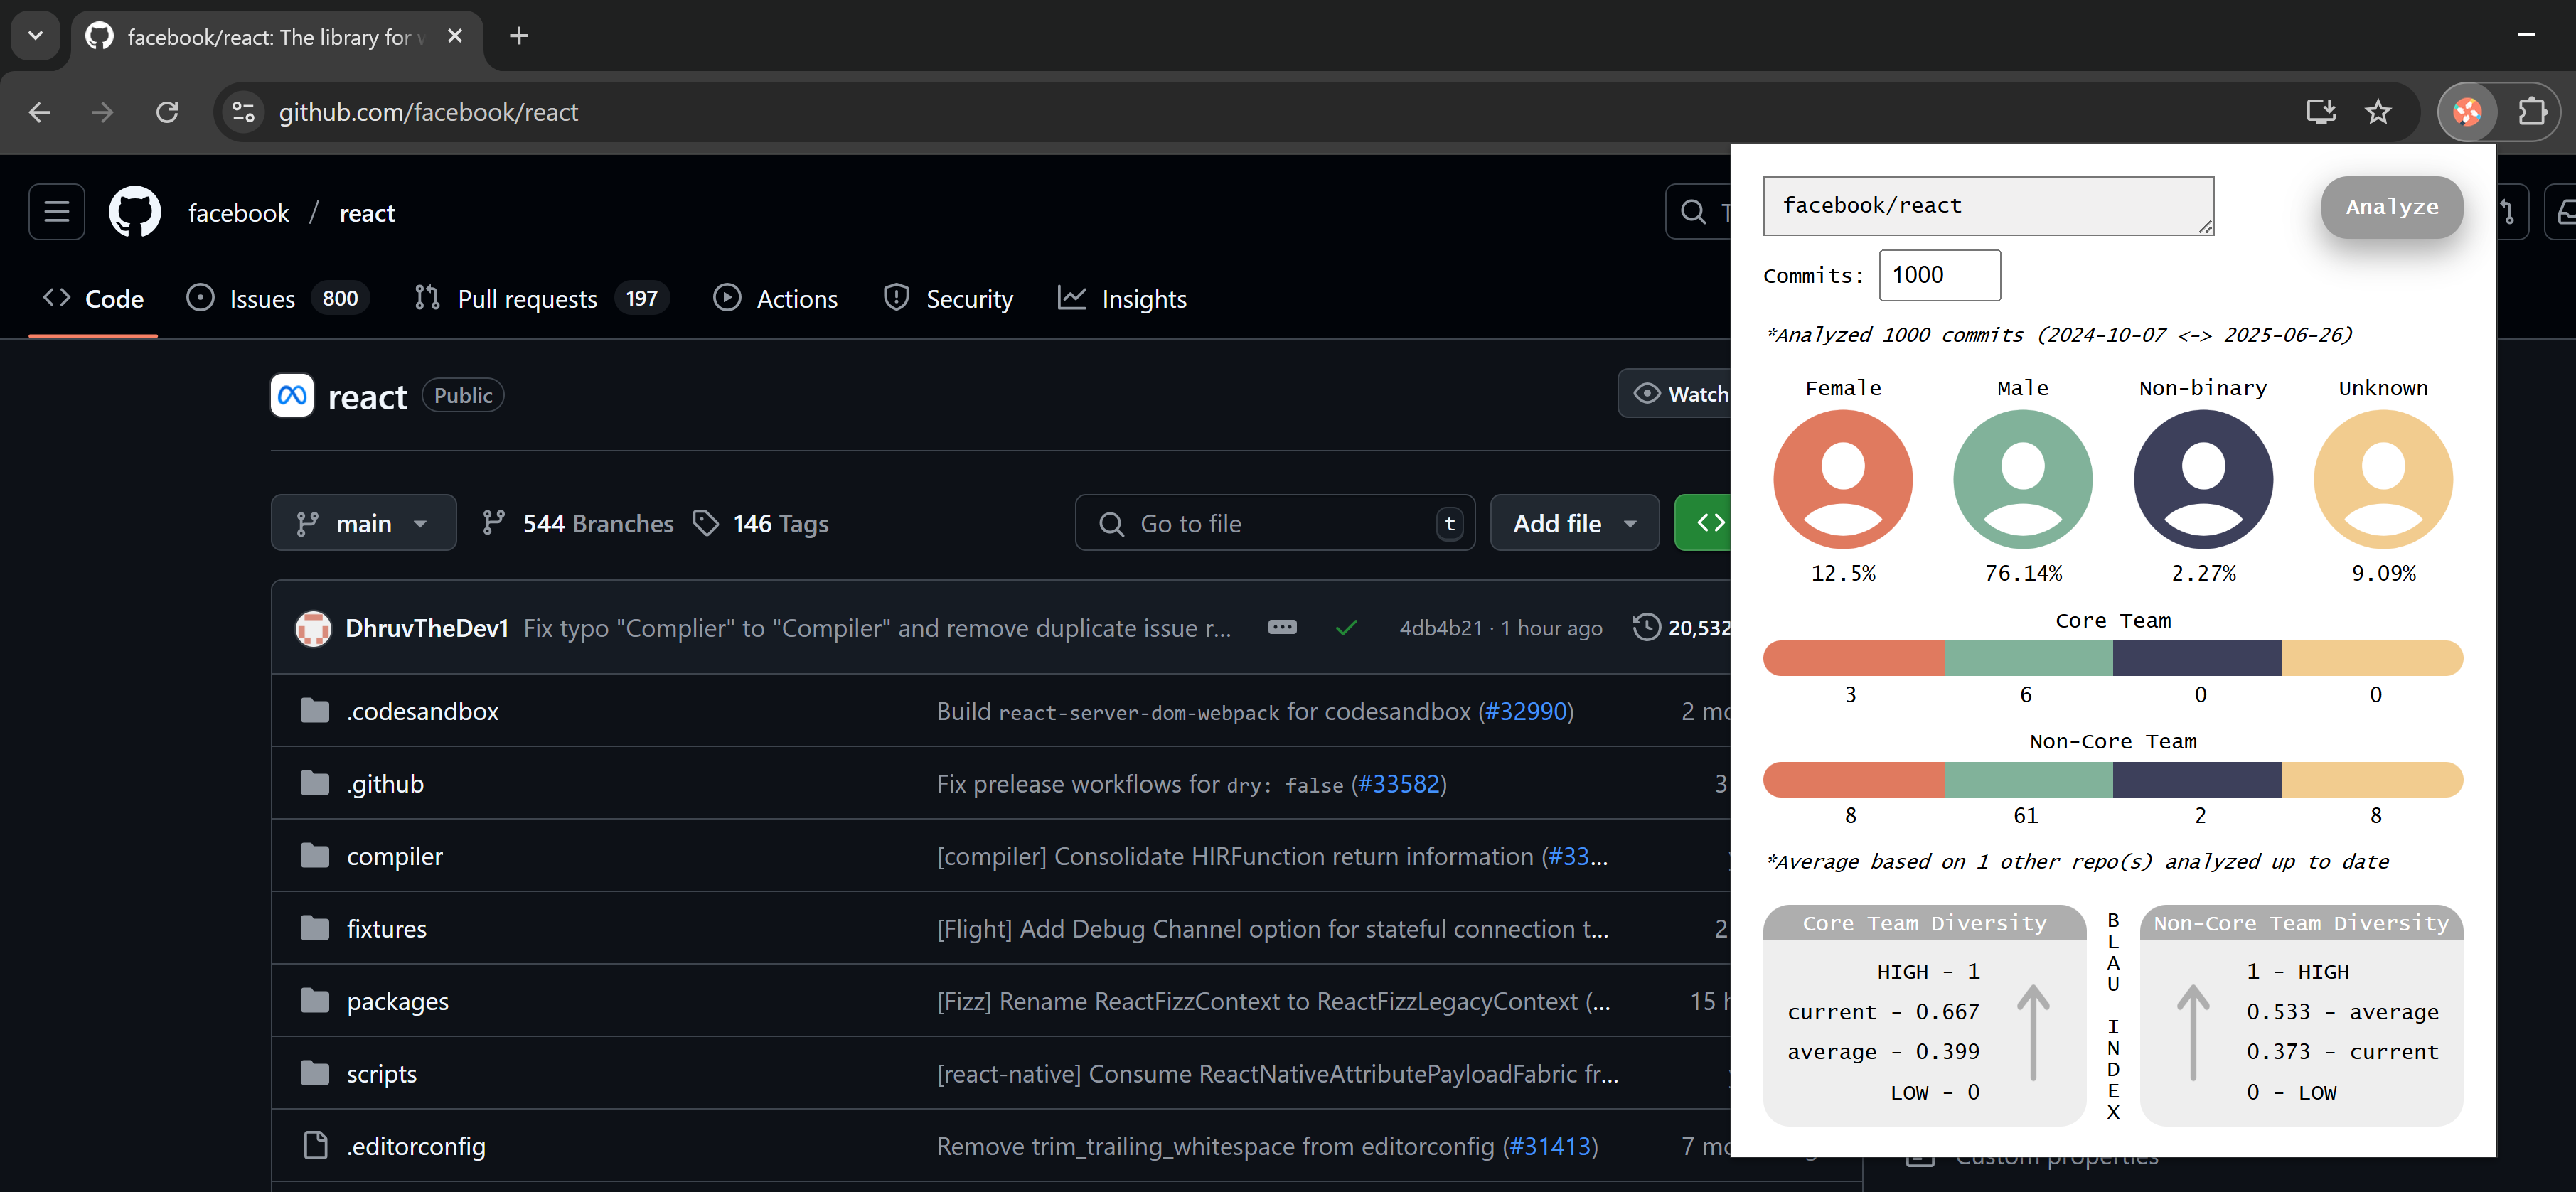 facebook/react: The library for w
github.com/facebook/react
facebook / react
Code
Issues 800
Pull requests 197
Actions
Security
Insights
react Public
Watch
main
544 Branches
146 Tags
Go to file t
Add file
DhruvTheDev1 Fix typo "Complier" to "Compiler" and remove duplicate issue r... 4db4b21 · 1 hour ago 20,532
.codesandbox Build react-server-dom-webpack for codesandbox (#32990) 2 mo
.github Fix prelease workflows for dry: false (#33582) 3
compiler [compiler] Consolidate HIRFunction return information (#33...
fixtures [Flight] Add Debug Channel option for stateful connection t... 2
packages [Fizz] Rename ReactFizzContext to ReactFizzLegacyContext (... 15 h
scripts [react-native] Consume ReactNativeAttributePayloadFabric fr...
.editorconfig Remove trim_trailing_whitespace from editorconfig (#31413) 7 mo
facebook/react
Analyze
Commits: 1000
*Analyzed 1000 commits (2024-10-07 <-> 2025-06-26)
Female Male Non-binary Unknown
12.5% 76.14% 2.27% 9.09%
Core Team
3 6 0 0
Non-Core Team
8 61 2 8
*Average based on 1 other repo(s) analyzed up to date
Core Team Diversity
HIGH - 1
current - 0.667
average - 0.399
LOW - 0
BLAU INDEX
Non-Core Team Diversity
1 - HIGH
0.533 - average
0.373 - current
0 - LOW
Custom properties